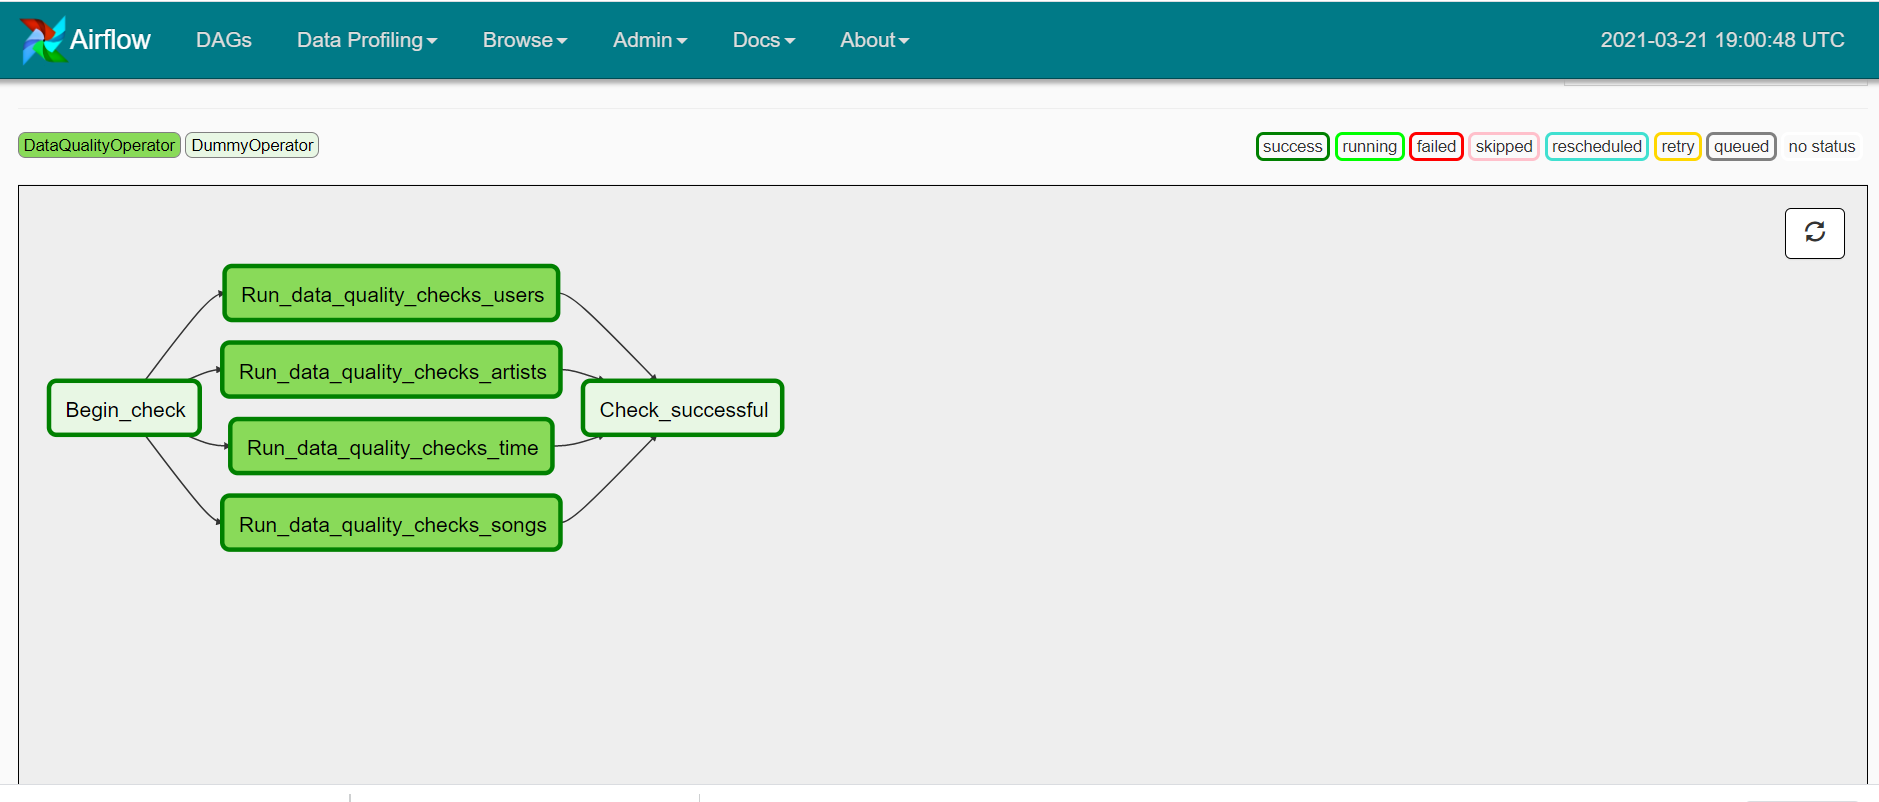 Airflow DAGs Data Profiling Browse Admin Docs About 2021-03-21 19:00:48 UTC
DataQualityOperator DummyOperator success running failed skipped rescheduled retry queued no status
Run_data_quality_checks_users
Run_data_quality_checks_artists
Begin_check Check_successful
Run_data_quality_checks_time
Run_data_quality_checks_songs